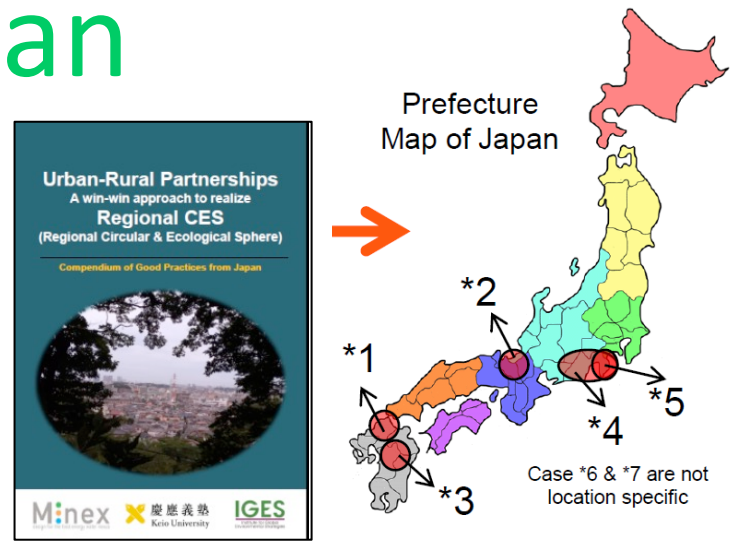 an
Urban-Rural Partnerships
A win-win approach to realize
Regional CES
(Regional Circular & Ecological Sphere)
Compendium of Good Practices from Japan
Minex
慶應義塾
Keio University
IGES
Prefecture
Map of Japan
*1
*2
*3
*4
*5
Case *6 & *7 are not
location specific